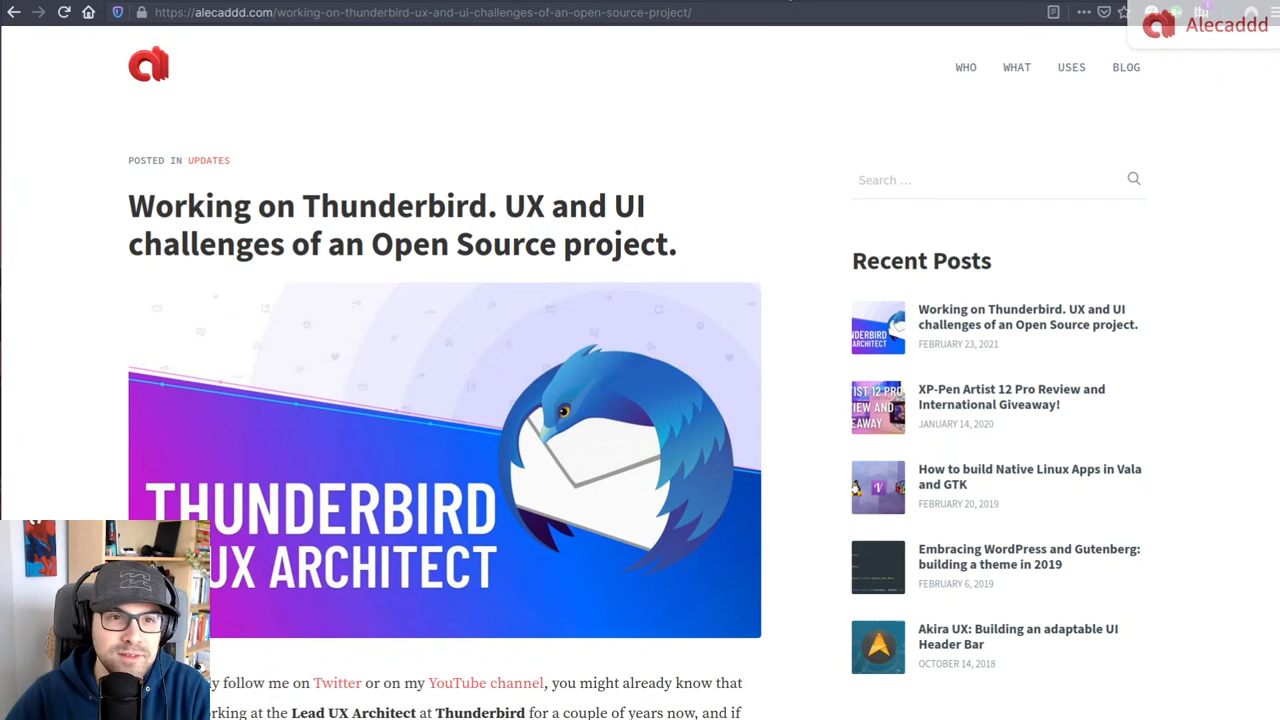 https://alecaddd.com/working-on-thunderbird-ux-and-ui-challenges-of-an-open-source-project/
Alecaddd
WHO WHAT USES BLOG
POSTED IN UPDATES
Working on Thunderbird. UX and UI
challenges of an Open Source project.
THUNDERBIRD
UX ARCHITECT
Search …
Recent Posts
Working on Thunderbird. UX and UI
challenges of an Open Source project.
FEBRUARY 23, 2021
XP-Pen Artist 12 Pro Review and
International Giveaway!
JANUARY 14, 2020
How to build Native Linux Apps in Vala
and GTK
FEBRUARY 20, 2019
Embracing WordPress and Gutenberg:
building a theme in 2019
FEBRUARY 6, 2019
Akira UX: Building an adaptable UI
Header Bar
OCTOBER 14, 2018
follow me on Twitter or on my YouTube channel, you might already know that
at the Lead UX Architect at Thunderbird for a couple of years now, and if